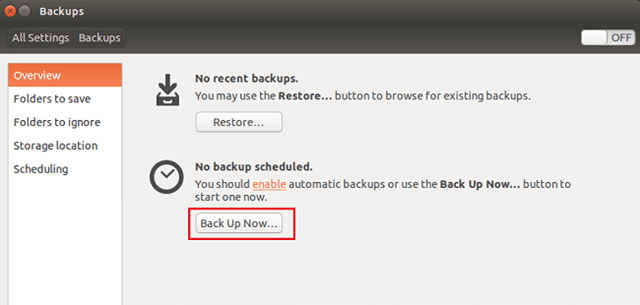 Backups
All Settings Backups OFF
Overview
Folders to save
Folders to ignore
Storage location
Scheduling
No recent backups.
You may use the Restore... button to browse for existing backups.
Restore...
No backup scheduled.
You should enable automatic backups or use the Back Up Now... button to
start one now.
Back Up Now...